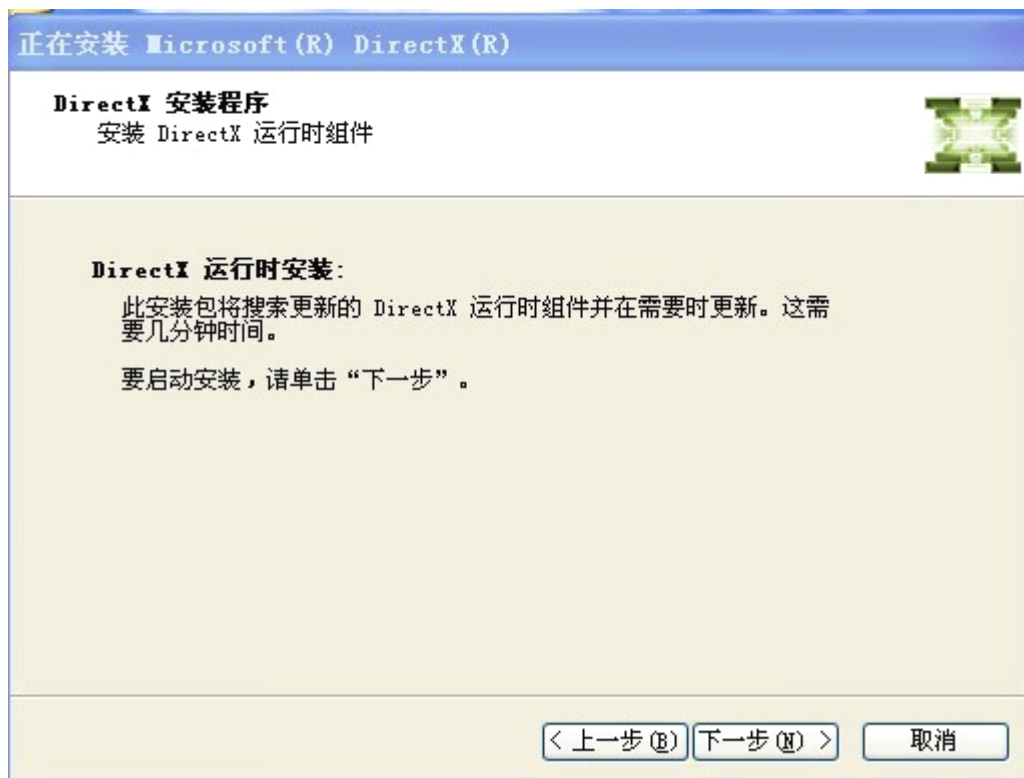 正在安装 Microsoft(R) DirectX(R)
DirectX 安装程序
安装 DirectX 运行时组件
DirectX 运行时安装:
此安装包将搜索更新的 DirectX 运行时组件并在需要时更新。这需
要几分钟时间。
要启动安装，请单击“下一步”。
< 上一步(B) 下一步(N) > 取消